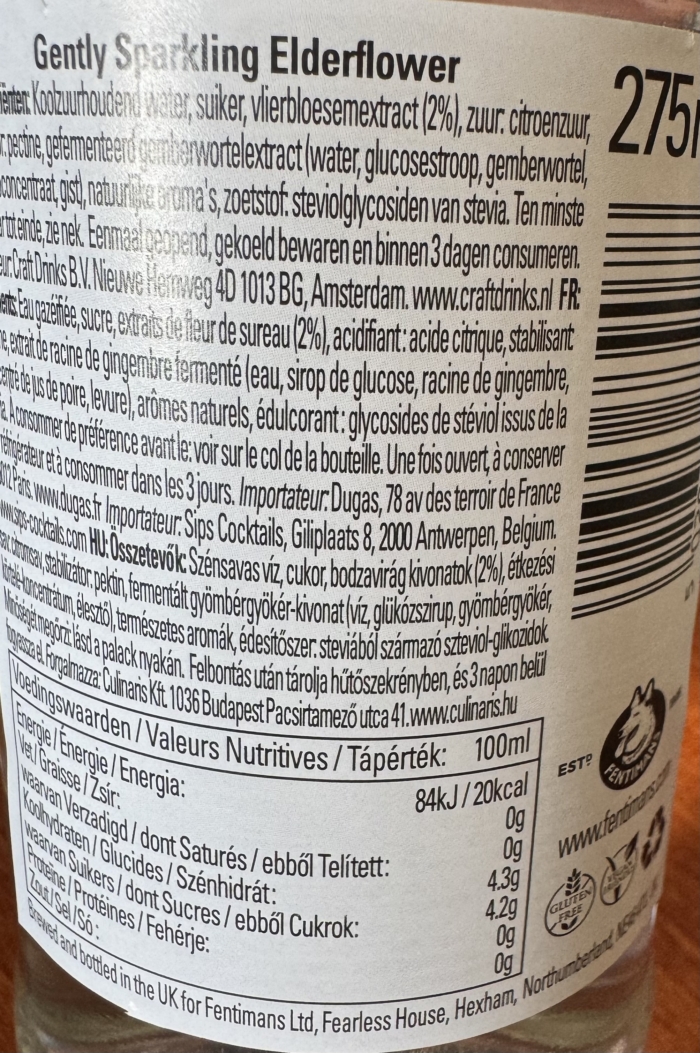 Gently Sparkling Elderflower
Koolzuurhoudend water, suiker, vlierbloesemextract (2%), zuur: citroenzuur,
pectine, gefermenteerd gemberwortelextract (water, glucosestroop, gemberwortel,
gist), natuurlijke aroma's, zoetstof: steviolglycosiden van stevia. Ten minste
einde, zie nek. Eenmaal geopend, gekoeld bewaren en binnen 3 dagen consumeren.
Craft Drinks B.V. Nieuwe Hemweg 4D 1013 BG, Amsterdam. www.craftdrinks.nl FR:
Eau gazéifiée, sucre, extraits de fleur de sureau (2%), acidifiant: acide citrique, stabilisant:
extrait de racine de gingembre fermenté (eau, sirop de glucose, racine de gingembre,
de jus de poire, levure), arômes naturels, édulcorant: glycosides de stéviol issus de la
A consommer de préférence avant le: voir sur le col de la bouteille. Une fois ouvert, à conserver
et à consommer dans les 3 jours. Importateur: Dugas, 78 av des terroir de France
Paris. www.dugas.fr Importateur: Sips Cocktails, Giliplaats 8, 2000 Antwerpen, Belgium.
HU: Összetevők: Szénsavas víz, cukor, bodzavirág kivonatok (2%), étkezési
citromsav, stabilizátor: pektin, fermentált gyömbérgyökér-kivonat (víz, glükózszirup, gyömbérgyökér,
élesztő), természetes aromák, édesítőszer: steviából származó szteviol-glikozidok.
Minőségét megőrzi: lásd a palack nyakán. Felbontás után tárolja hűtőszekrényben, és 3 napon belül
Forgalmazza: Culinaris Kft. 1036 Budapest Pacsirtamező utca 41. www.culinaris.hu
Voedingswaarden / Valeurs Nutritives / Tápérték: 100ml
Energie / Énergie / Energia: 84kJ / 20kcal
Vet / Graisse / Zsír: 0g
waarvan Verzadigd / dont Saturés / ebből Telített: 0g
Koolhydraten / Glucides / Szénhidrát: 4.3g
waarvan Suikers / dont Sucres / ebből Cukrok: 4.2g
Proteïne / Protéines / Fehérje: 0g
Zout / Sel / Só: 0g
Brewed and bottled in the UK for Fentimans Ltd, Fearless House, Hexham, Northumberland,
275
ESTD
FENTIMANS
www.fentimans.com
GLUTEN
FREE